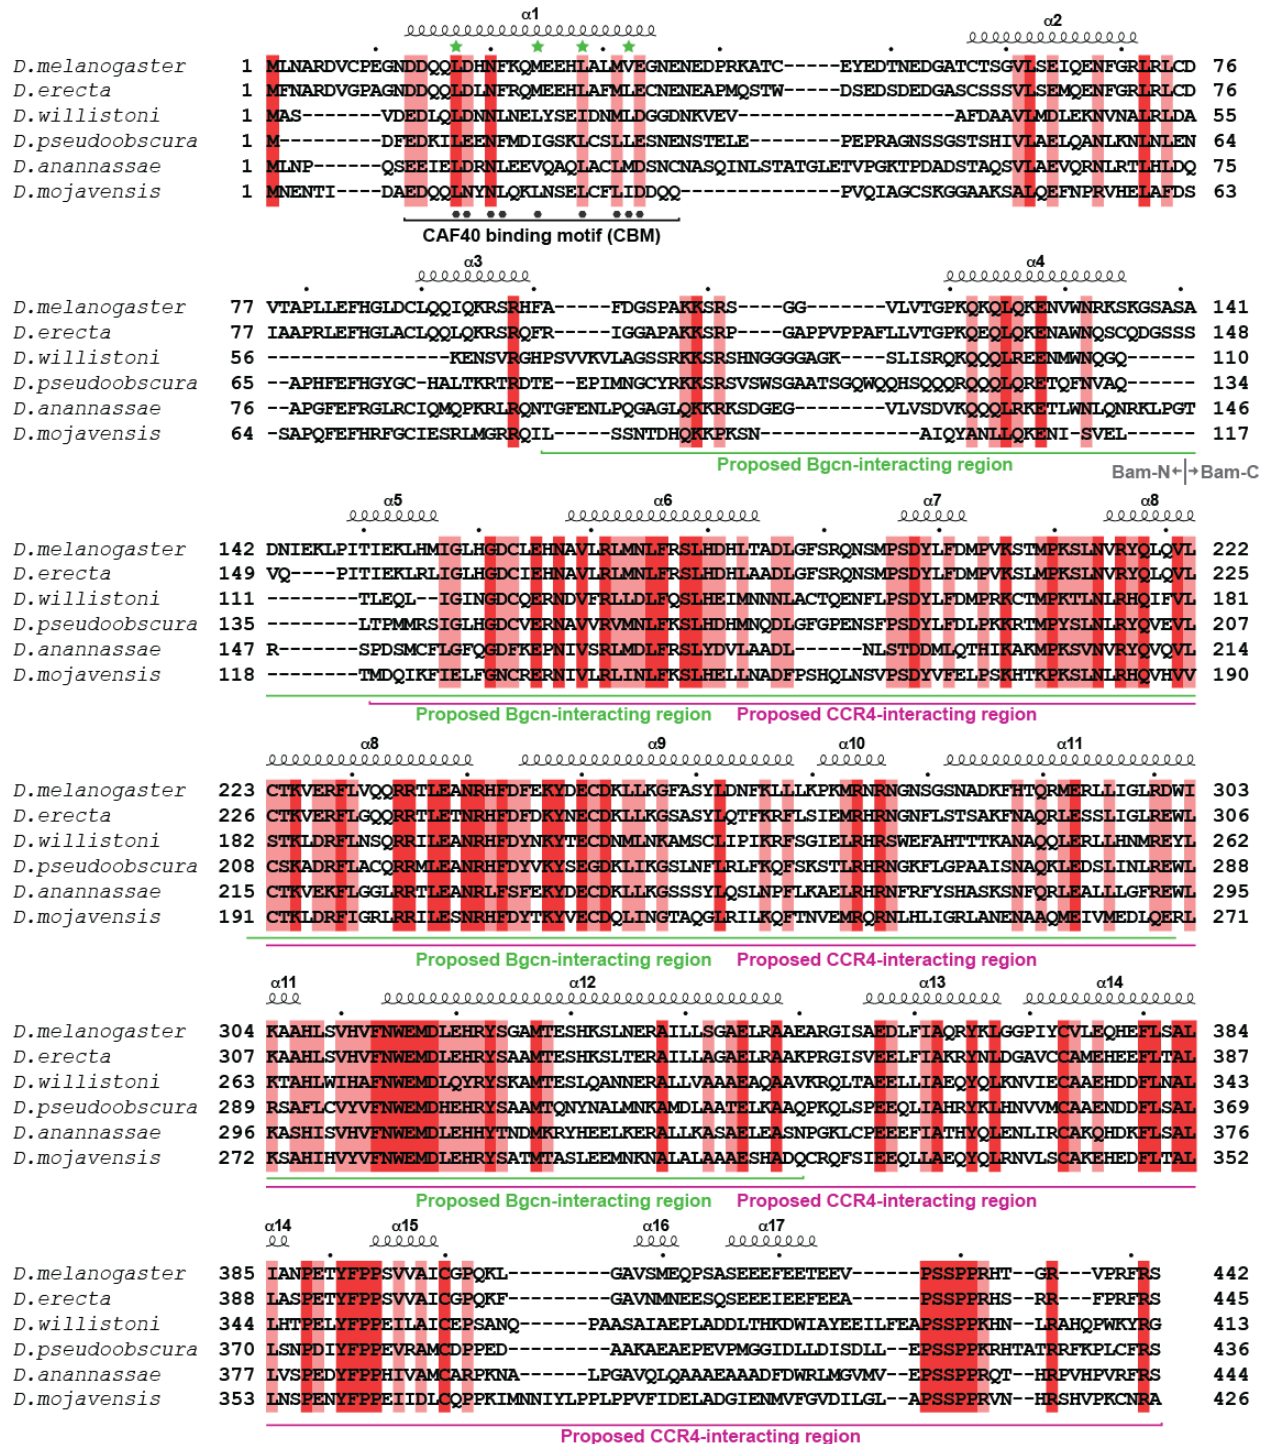 α1 α2
D.melanogaster 1 MLNARDVCPEGNDDQQLDHNFKQMEEHLALMVEGNENEDPRKATC-----EYEDTNEDGATCTSGVLSEIQENFGRLRLCD 76
D.erecta 1 MFNARDVGPAGNDDQQLDLNFRQMEEHLAFMLECNENEAPMQSTW-----DSEDSDEDGASCSSSVLSEMQENFGRLRLCD 76
D.willistoni 1 MAS-------VDEDLQLDNNLNELYSEIDNMLDGGDNKVEV-------------------AFDAAVLMDLEKNVNALRLDA 55
D.pseudoobscura 1 M---------DFEDKILEENFMDIGSKLCSLLESNENSTELE----------PEPRAGNSSGSTSHIVLAELQANLKNLNLEN 64
D.anannassae 1 MLNP------QSEEIELDRNLEEVQAQLACLMDSNCNASQINLSTATGLETVPGKTPDADSTAQSVLAEVQRNLRTLHLDQ 75
D.mojavensis 1 MNENTI----DAEDQQLNYNLQKLNSELCFLIDDQQ--------------PVQIAGCSKGGAAKSALQEFNPRVHELAFDS 63
CAF40 binding motif (CBM)
α3 α4
D.melanogaster 77 VTAPLLEFHGLDCLQQIQKRSRHFA-----FDGSPAKKSRS----GG-------VLVTGPKQKQLQKENVWNRKSKGSASA 141
D.erecta 77 IAAPRLEFHGLACLQQLQKRSRQFR-----IGGAPAKKSRP----GAPPVPPAFLLVTGPKQEQLQKENAWNQSCQDGSSS 148
D.willistoni 56 ----------------KENSVRGHPSVVKVLAGSSRKKSRSHNGGGGAGK----SLISRQKQQQLREENMWNQGQ------ 110
D.pseudoobscura 65 --APHFEFHGYGC-HALTKRTRDTE--EPIMNGCYRKKSRSVSWSGAATSGQWQQHSQQQRQQQLQRETQFNVAQ------ 134
D.anannassae 76 --APGFEFRGLRCIQMQPKRLRQNTGFENLPQGAGLQKKRKSDGEG--------VLVSDVKQQQLRKETLWNLQNRKLPGT 146
D.mojavensis 64 -SAPQFEFHRFGCIESRLMGRRQIL-----SSNTDHQKKPKSN--------------AIQYANLLQKENI-SVEL------ 117
Proposed Bgcn-interacting region Bam-N Bam-C
α5 α6 α7 α8
D.melanogaster 142 DNIEKLPITIEKLHMIGLHGDCLEHNAVLRLMNLFRSLHDHLTADLGFSRQNSMPSDYLFDMPVKSTMPKSLNVRYQLQVL 222
D.erecta 149 VQ----PITIEKLRLIGLHGDCIEHNAVLRLMNLFRSLHDHLAADLGFSRQNSMPSDYLFDMPVKSLMPKSLNVRYQLQVL 225
D.willistoni 111 --------TLEQL--IGINGDCQERNDVFRLLDLFQSLHEIMNNNLACTQENFLPSDYLFDMPRKCTMPKTLNLRHQIFVL 181
D.pseudoobscura 135 --------LTPMMRSIGLHGDCVERNAVVRVMNLFKSLHDHMNQDLGFGPENSFPSDYLFDLPKKRTMPYSLNLRYQVEVL 207
D.anannassae 147 R-------SPDSMCFLGFQGDFKEPNIVSRLMDLFRSLYDVLAADL------NLSTDDMLQTHIKAKMPKSVNLRYQVQVL 214
D.mojavensis 118 --------TMDQIKFIELFGNCRERNIVLRLINLFKSLHELLNADFPSHQLNSVPSDYVFELPSKHTKPKSLNLRHQVHVV 190
Proposed Bgcn-interacting region Proposed CCR4-interacting region
α8 α9 α10 α11
D.melanogaster 223 CTKVERFLVQQRRTLEANRHFDFEKYDECDKLLKGFASYLDNFKLLLKPKMRNRNGNSGSNADKFHTQRMERLLIGLRDWI 303
D.erecta 226 CTKVERFLGQQRRTLETNRHFDFDKYNECDKLLKGSASYLQTFKRFLSIEMRHRNGNFLSTSAKFNAQRLESSLIGLREWL 306
D.willistoni 182 STKLDRFLNSQRRILEANRHFDYNKYTECDNMLNKAMSCLIPIKRFSGIELRHRSWEFAHTTTKANAQQLERLLHNMREYL 262
D.pseudoobscura 208 CSKADRFLACQRRMLEANRHFDYVKYSEGDKLIKGSLNFLRLFKQFSKSTLRHRNGKFLGPAAISNAQKLEDSLINLREWL 288
D.anannassae 215 CTKVEKFLGGLRRTLEANRLFSFEKYDECDKLLKGSSSYLQSLNPFLKAELRHRNFRFYSHASKSNFQRLEALLLGFREWL 295
D.mojavensis 191 CTKLDRFIGRLRRILESNRHFDYTKYVECDQLINGTAQGLRILKQFTNVEMRQRNLHLIGRLANENAAQMEIVMEDLQERL 271
Proposed Bgcn-interacting region Proposed CCR4-interacting region
α11 α12 α13 α14
D.melanogaster 304 KAAHLSVHVFNWEMDLEHRYSGAMTESHKSLNERAILLSGAELRAAEARGISAEDLFIAQRYKLGGPIYCVLEQHEFLSAL 384
D.erecta 307 KAAHLSVHVFNWEMDLEHRYSAAMTESHKSLTERAILLAGAELRAAKPRGISVEELFIAKRYNLDGAVCCAMEHEEFLTAL 387
D.willistoni 263 KTAHLWIHAFNWEMDLQYRYSKAMTESLQANNERALLVAAAEAQAAVKRQLTAEELLIAEQYQLKNVIECAAEHDDFLNAL 343
D.pseudoobscura 289 RSAFLCVYVFNWEMDHEHRYSAAMTQNYNALMNKAMDLAATELKAAQPKQLSPEEQLIAHRYKLHNVVMCAAENDDFLSAL 369
D.anannassae 296 KASHISVHVFNWEMDLEHHYTNDMKRYHEELKERALLKASAELEASNPGKLCPEEEFIATHYQLENLIRCAKQHDKFLSAL 376
D.mojavensis 272 KSAHIHVYVFNWEMDLEHRYSATMTASLEEMNKNALALAAAESHADQCRQFSIEEQLLAEQYQLRNVLSCAKEHEDFLTAL 352
Proposed Bgcn-interacting region Proposed CCR4-interacting region
α14 α15 α16 α17
D.melanogaster 385 IANPETYFPPSVVAICGPQKL---------GAVSMEQPSASEEEFEETEEV------PSSPPRHT--GR---VPRFRS 442
D.erecta 388 LASPETYFPPSVVAICGPQKF---------GAVNMNEESQSEEEIEEFEEA------PSSPPRHS--RR---FPRFRS 445
D.willistoni 344 LHTPELYFPPEILAICEPSANQ------PAASAIAEPLADDLTHKDWIAYEEILFEAPSSPPKHN--LRAHQPWKYRG 413
D.pseudoobscura 370 LSNPDIYFPPEVRAMCDPPED---------AAKAEAEPEVPMGGIDLLDISDLL--EPSSPPKRHTATRRFKPLCFRS 436
D.anannassae 377 LVSPEDYFPPHIVAMCARPKNA------LPGAVQLQAAAEAAADFDWRLMGVMV--EPSSPPRQT--HRPVHPVRFRS 444
D.mojavensis 353 LNSPENYFPPEIIDLCQPPKIMNNIYLPPLPPVFIDELADGIENMVFGVDILGL--APSSPPRVN--HRSHVPKCNRA 426
Proposed CCR4-interacting region